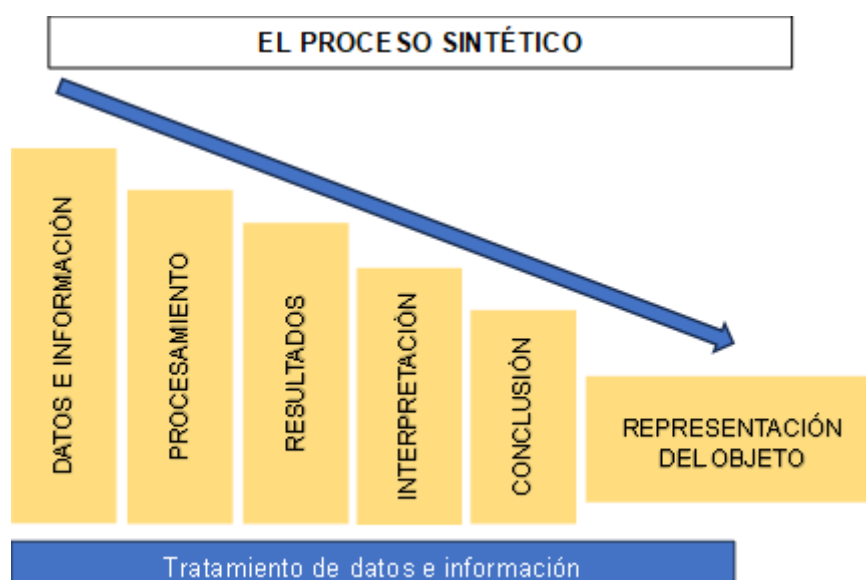 EL PROCESO SINTÉTICO
DATOS E INFORMACIÓN
PROCESAMIENTO
RESULTADOS
INTERPRETACIÓN
CONCLUSIÓN
REPRESENTACIÓN
DEL OBJETO
Tratamiento de datos e información